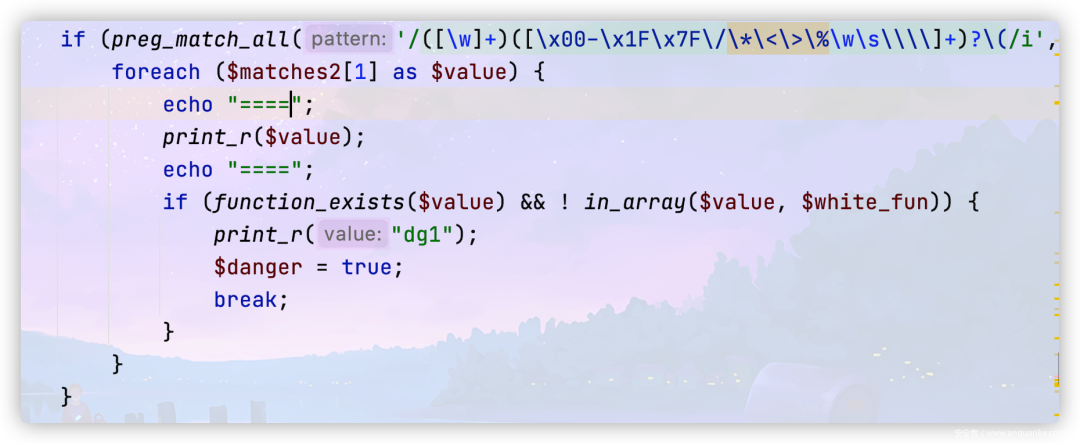 if (preg_match_all( pattern: '/([\w]+)([\x00-\x1F\x7F\/\*\<\>\%\w\s\\\\]+)?\(/i',
foreach ($matches2[1] as $value) {
echo "====";
print_r($value);
echo "====";
if (function_exists($value) && ! in_array($value, $white_fun)) {
print_r( value: "dg1");
$danger = true;
break;
}
}
}